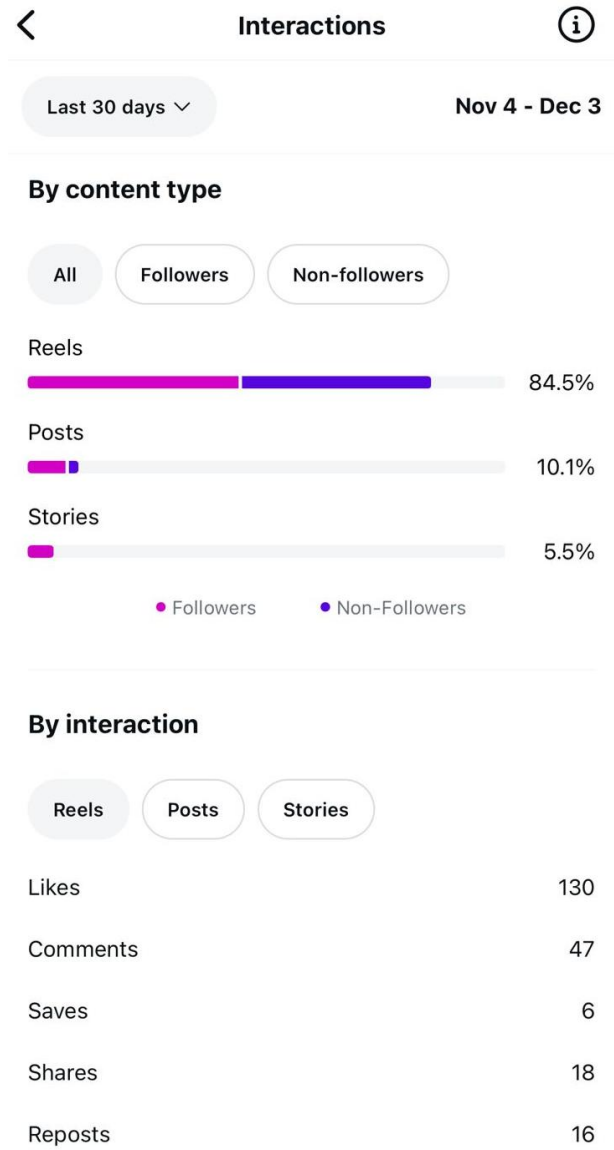 Interactions
Last 30 days
Nov 4 - Dec 3
By content type
All Followers Non-followers
Reels
84.5%
Posts
10.1%
Stories
5.5%
Followers Non-Followers
By interaction
Reels Posts Stories
Likes 130
Comments 47
Saves 6
Shares 18
Reposts 16